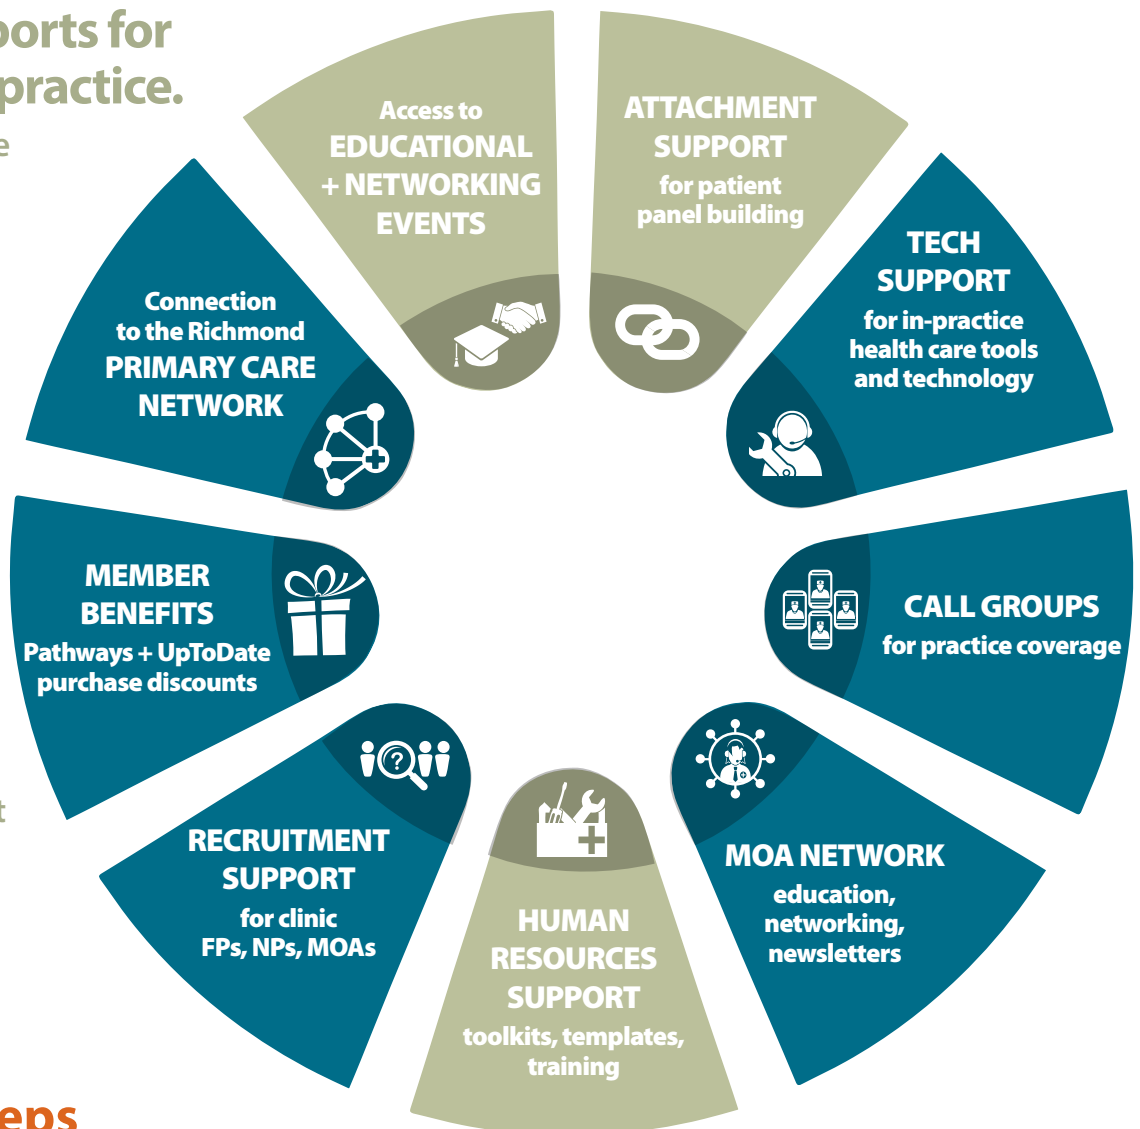 ports for
practice.
e
Access to
EDUCATIONAL
+ NETWORKING
EVENTS
ATTACHMENT
SUPPORT
for patient
panel building
TECH
SUPPORT
for in-practice
health care tools
and technology
CALL GROUPS
for practice coverage
MOA NETWORK
education,
networking,
newsletters
HUMAN
RESOURCES
SUPPORT
toolkits, templates,
training
RECRUITMENT
SUPPORT
for clinic
FPs, NPs, MOAs
MEMBER
BENEFITS
Pathways + UpToDate
purchase discounts
Connection
to the Richmond
PRIMARY CARE
NETWORK
?
t
eps